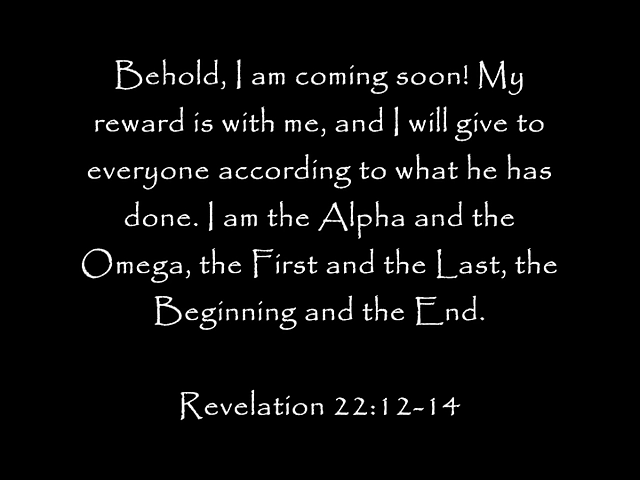 Behold, I am coming soon! My
reward is with me, and I will give to
everyone according to what he has
done. I am the Alpha and the
Omega, the First and the Last, the
Beginning and the End.
Revelation 22:12-14